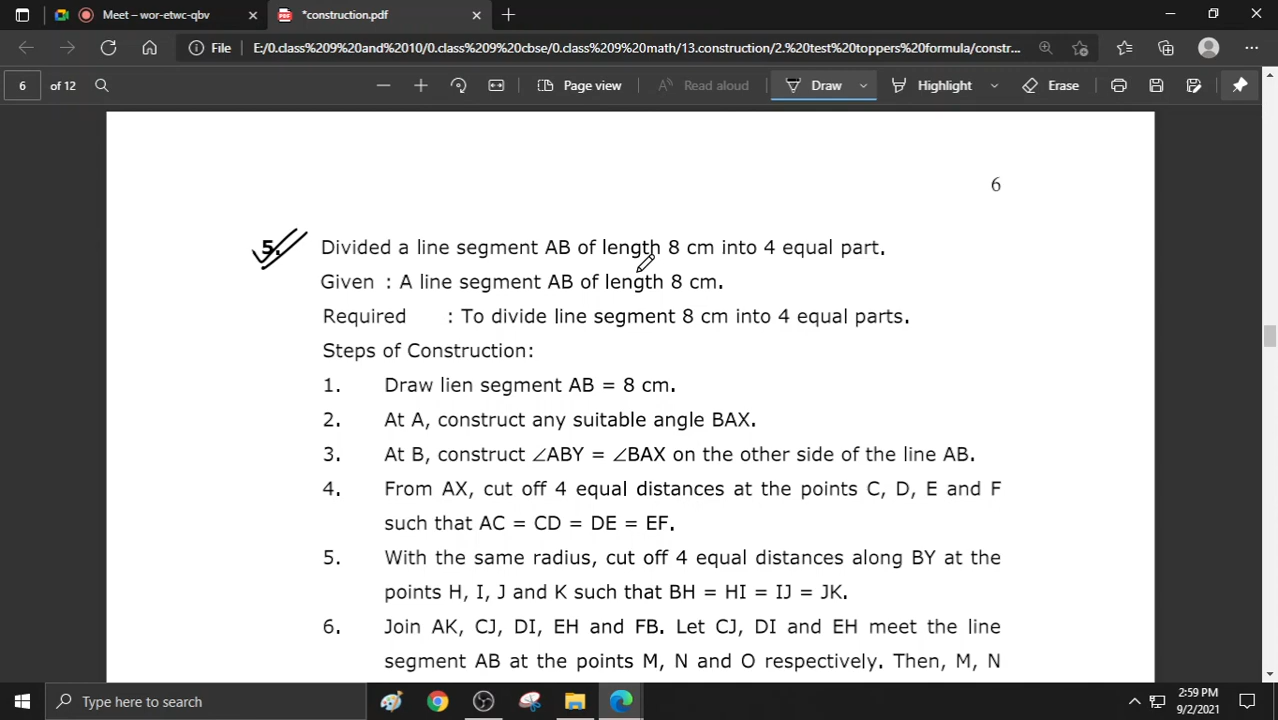 Meet – wor-etwc-qbv
*construction.pdf
File E:/0.class%209%20and%2010/0.class%209%20cbse/0.class%209%20math/13.construction/2.%20test%20toppers%20formula/constr...
6 of 12 Page view Read aloud Draw Highlight Erase
6
5. Divided a line segment AB of length 8 cm into 4 equal part.
Given : A line segment AB of length 8 cm.
Required : To divide line segment 8 cm into 4 equal parts.
Steps of Construction:
1. Draw lien segment AB = 8 cm.
2. At A, construct any suitable angle BAX.
3. At B, construct ∠ABY = ∠BAX on the other side of the line AB.
4. From AX, cut off 4 equal distances at the points C, D, E and F
such that AC = CD = DE = EF.
5. With the same radius, cut off 4 equal distances along BY at the
points H, I, J and K such that BH = HI = IJ = JK.
6. Join AK, CJ, DI, EH and FB. Let CJ, DI and EH meet the line
segment AB at the points M, N and O respectively. Then, M, N
Type here to search
2:59 PM
9/2/2021